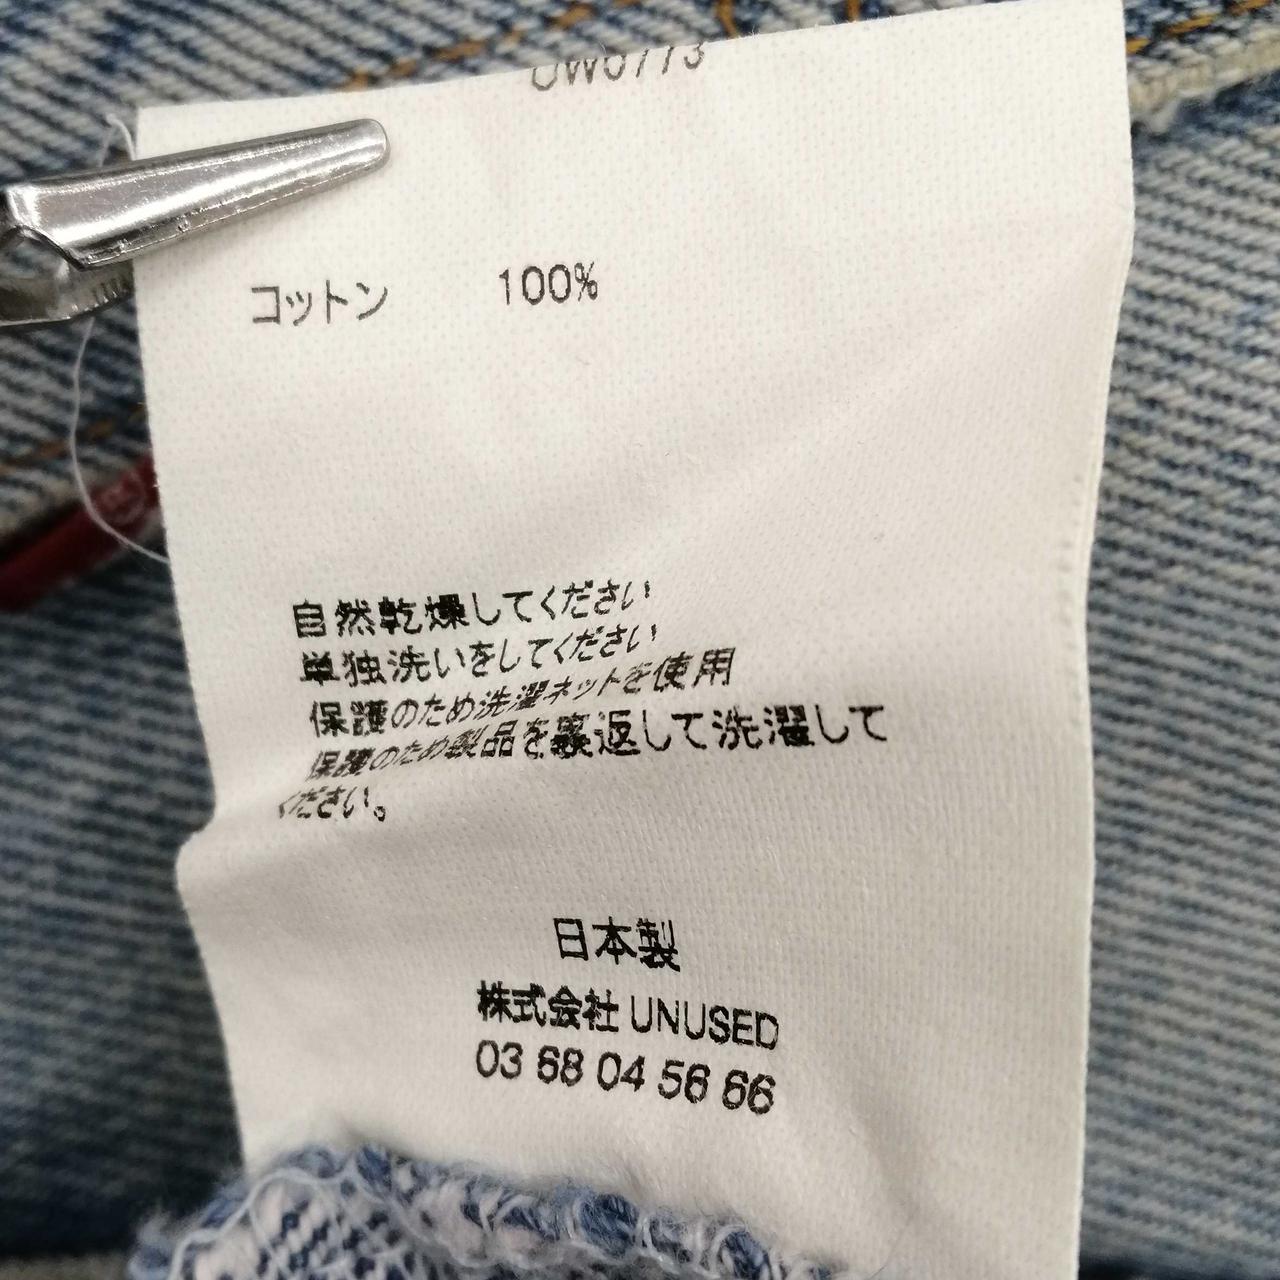 UW0773
コットン 100%
自然乾燥してください
単独洗いをしてください
保護のため洗濯ネットを使用
保護のため製品を裏返して洗濯して
ください。
日本製
株式会社 UNUSED
03 68 04 56 66